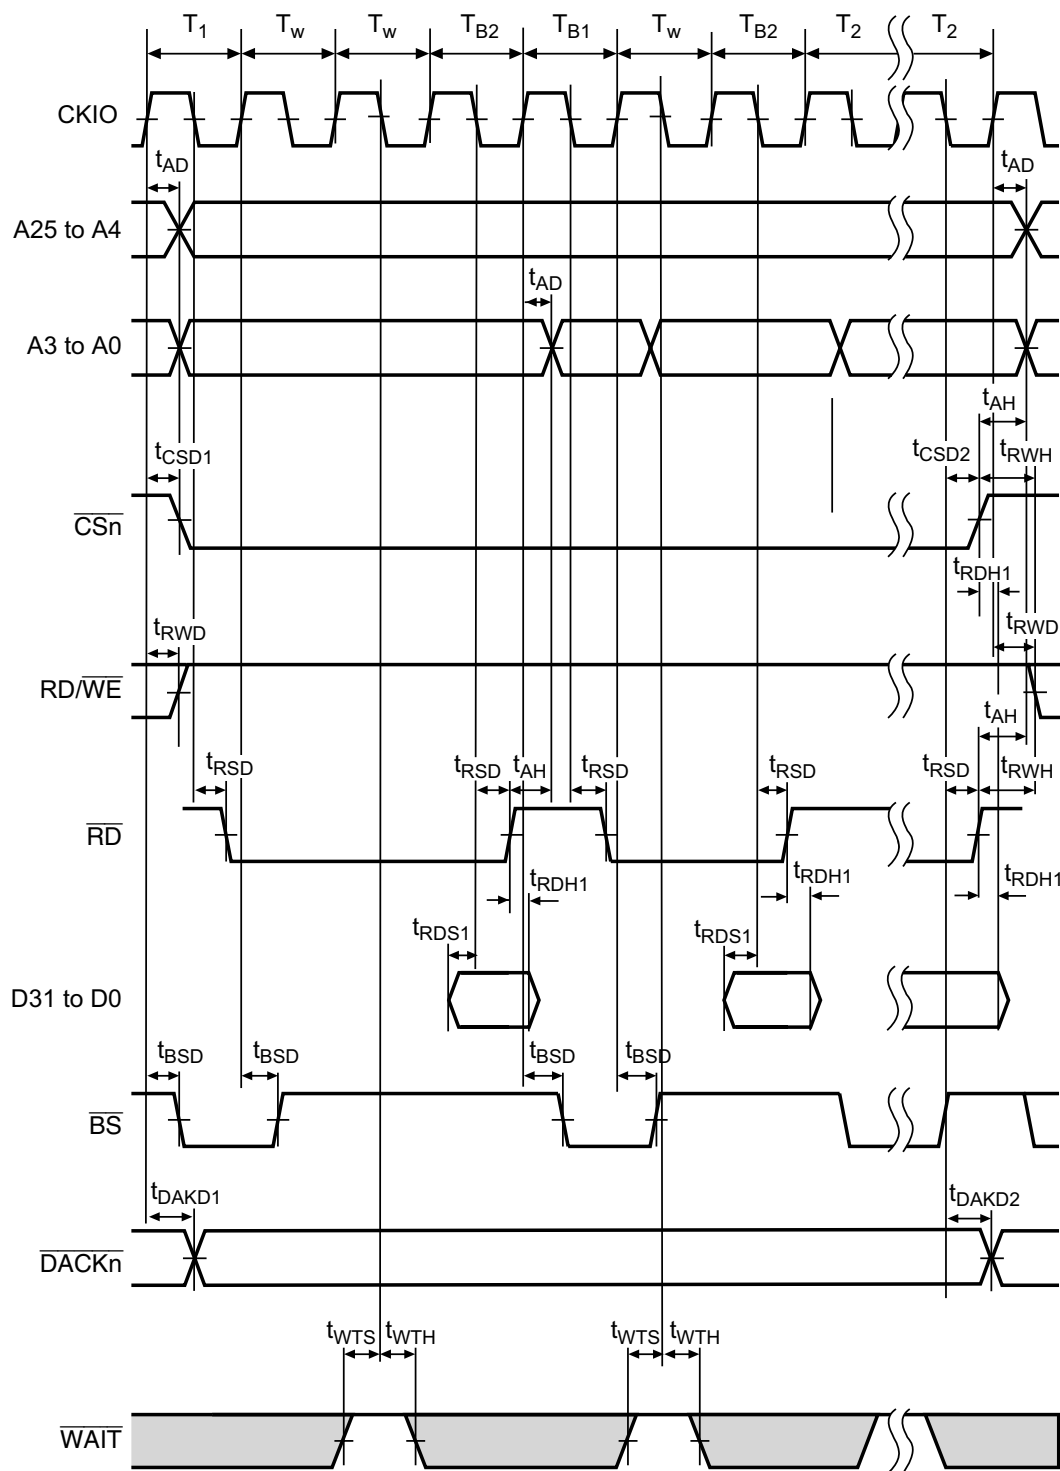 T1 Tw Tw TB2 TB1 Tw TB2 T2 T2
CKIO
tAD tAD
A25 to A4
tAD
A3 to A0
tAH
tCSD1 tCSD2 tRWH
CSn
tRDH1
tRWD tRWD
RD/WE
tAH
tRSD tRSD tAH tRSD tRSD tRSD tRWH
RD
tRDH1 tRDH1 tRDH1
tRDS1 tRDS1
D31 to D0
tBSD tBSD tBSD tBSD
BS
tDAKD1 tDAKD2
DACKn
tWTS tWTH tWTS tWTH
WAIT